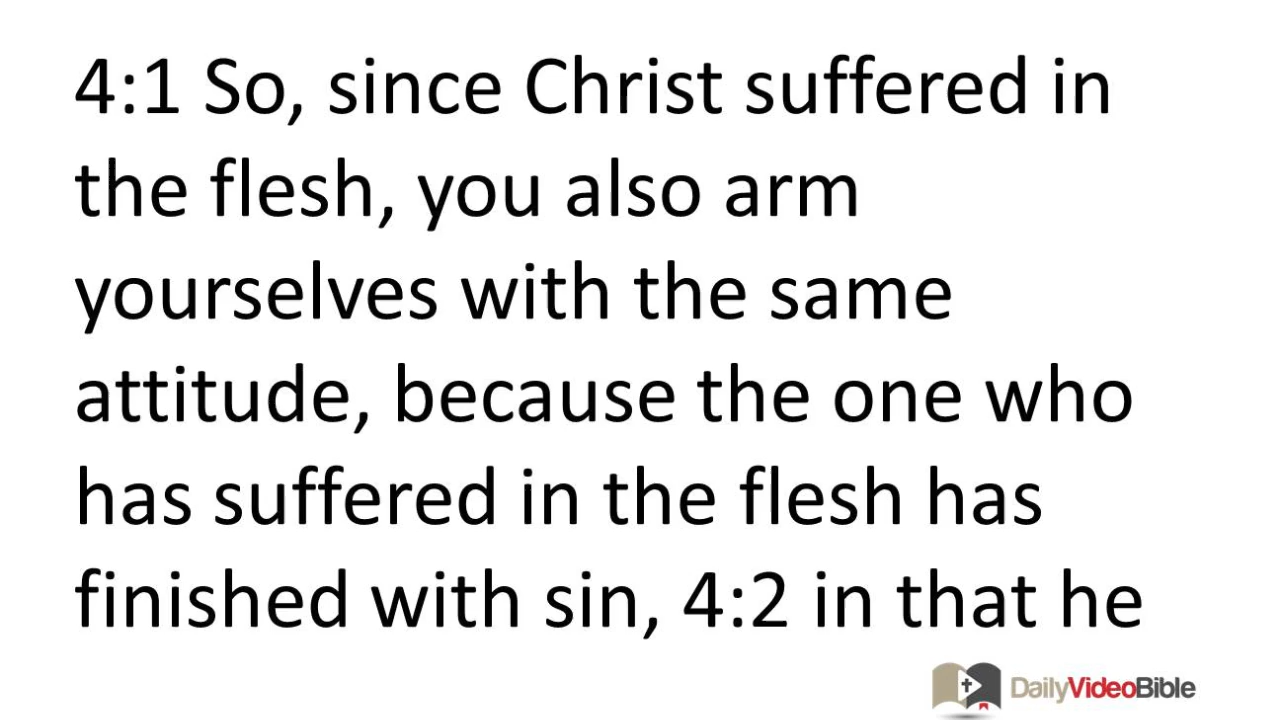 4:1 So, since Christ suffered in
the flesh, you also arm
yourselves with the same
attitude, because the one who
has suffered in the flesh has
finished with sin, 4:2 in that he
DailyVideoBible